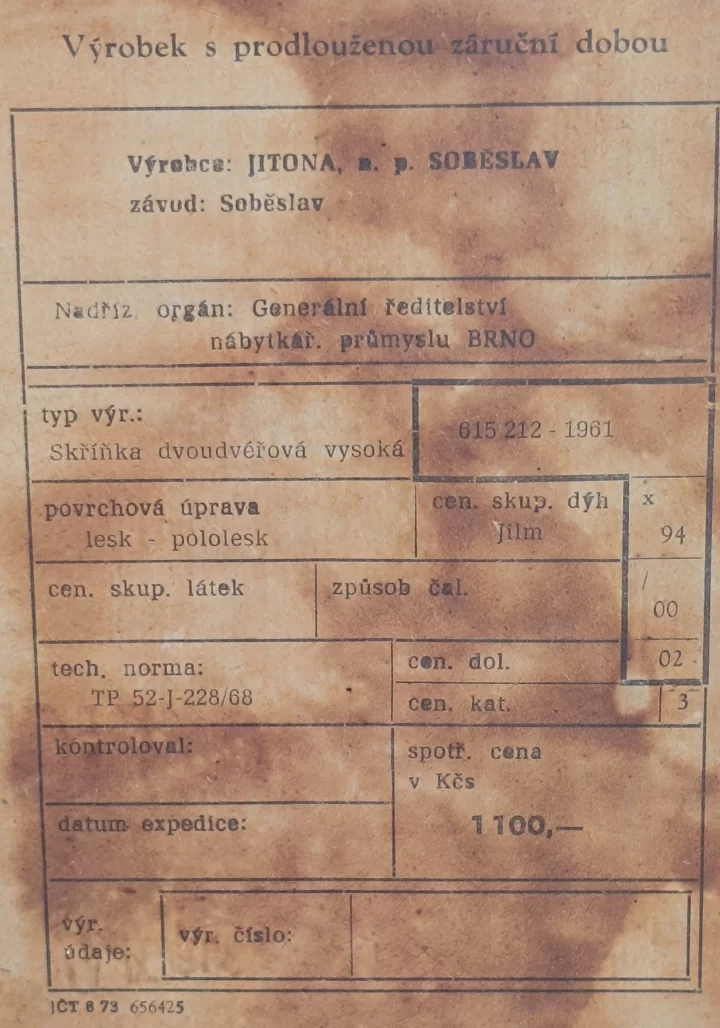 Výrobek s prodlouženou záruční dobou
Výrobce: JITONA, n. p. SOBĚSLAV
závod: Soběslav
Nadříz. orgán: Generální ředitelství
nábytkář. průmyslu BRNO
typ výr.:
Skříňka dvoudvéřová vysoká
615 212 - 1961
povrchová úprava
lesk - pololesk
cen. skup. dýh
Jilm
x
94
cen. skup. látek
způsob čal.
/
00
tech. norma:
TP 52-J-228/68
cen. dol.
02
cen. kat.
3
kontroloval:
spotř. cena
v Kčs
1100,—
datum expedice:
výr.
údaje:
výr. číslo:
JČT 6 73 656425